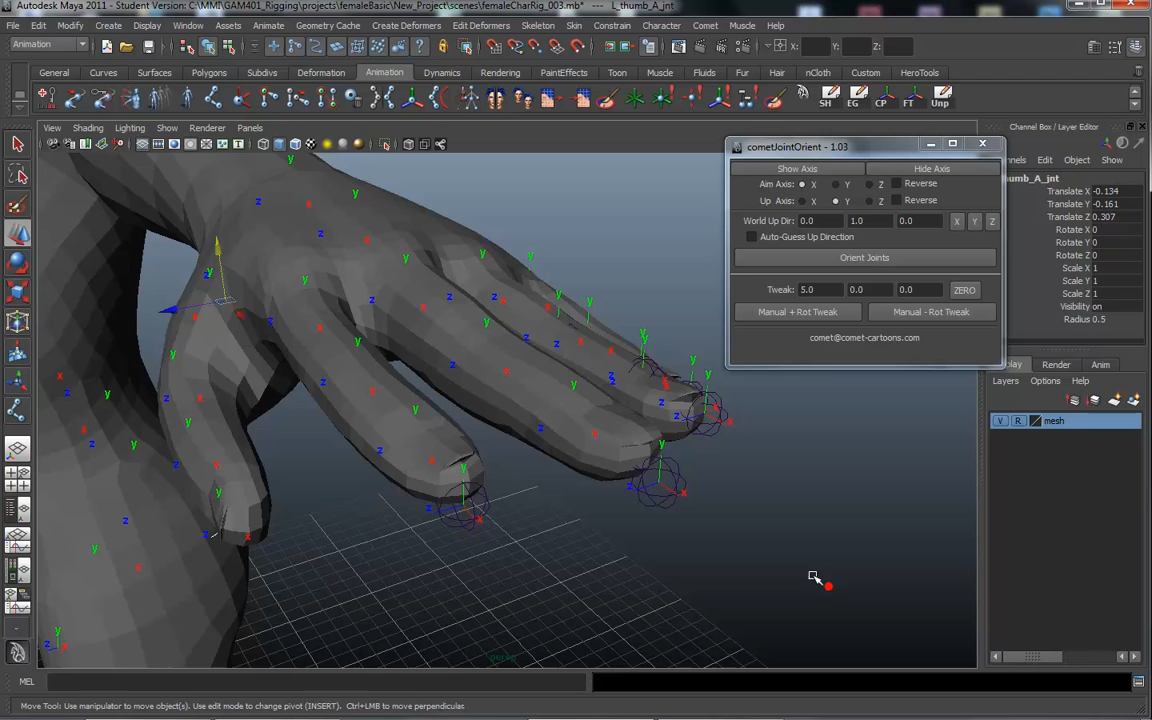 Autodesk Maya 2011 - Student Version: C:\MMI\GAM401_Rigging\projects\femaleBasic\New_Project\scenes\femaleCharRig_003.mb* --- L_thumb_A_jnt
File Edit Modify Create Display Window Assets Animate Geometry Cache Create Deformers Edit Deformers Skeleton Skin Constrain Character Comet Muscle Help
Animation X: Y: Z:
General Curves Surfaces Polygons Subdivs Deformation Animation Dynamics Rendering PaintEffects Toon Muscle Fluids Fur Hair nCloth Custom HeroTools
SH EG CP FT Unp
View Shading Lighting Show Renderer Panels
Channel Box / Layer Editor
nnels Edit Object Show
humb_A_jnt
Translate X -0.134
Translate Y -0.161
Translate Z 0.307
Rotate X 0
Rotate Y 0
Rotate Z 0
Scale X 1
Scale Y 1
Scale Z 1
Visibility on
Radius 0.5
cometJointOrient - 1.03
Show Axis Hide Axis
Aim Axis: X Y Z Reverse
Up Axis: X Y Z Reverse
World Up Dir: 0.0 1.0 0.0 X Y Z
Auto-Guess Up Direction
Orient Joints
Tweak: 5.0 0.0 0.0 ZERO
Manual + Rot Tweak Manual - Rot Tweak
comet@comet-cartoons.com
play Render Anim
Layers Options Help
V R mesh
persp
MEL
Move Tool: Use manipulator to move object(s). Use edit mode to change pivot (INSERT). Ctrl+LMB to move perpendicular.